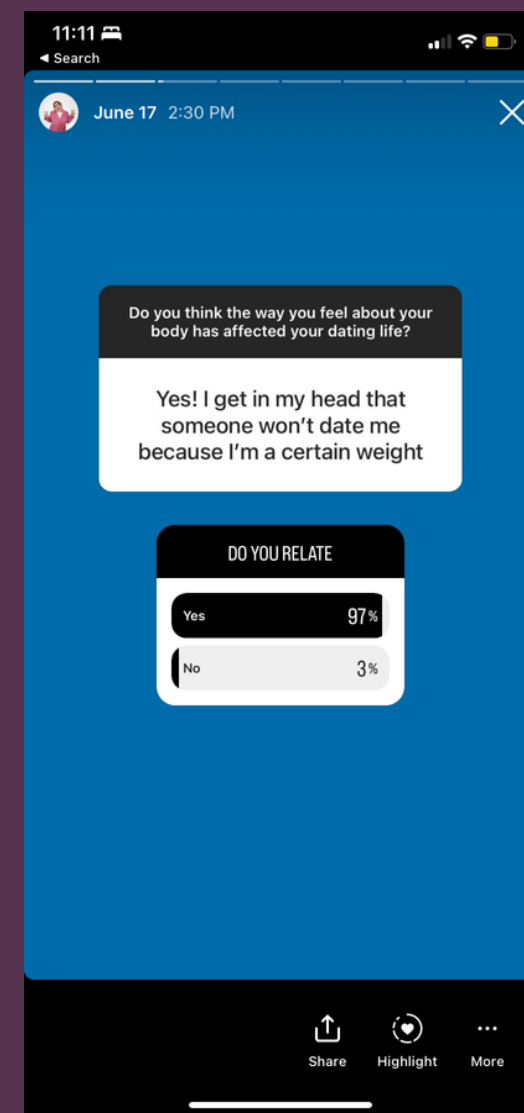 11:11
◄ Search
June 17 2:30 PM
Do you think the way you feel about your
body has affected your dating life?
Yes! I get in my head that
someone won't date me
because I'm a certain weight
DO YOU RELATE
Yes 97%
No 3%
Share Highlight More